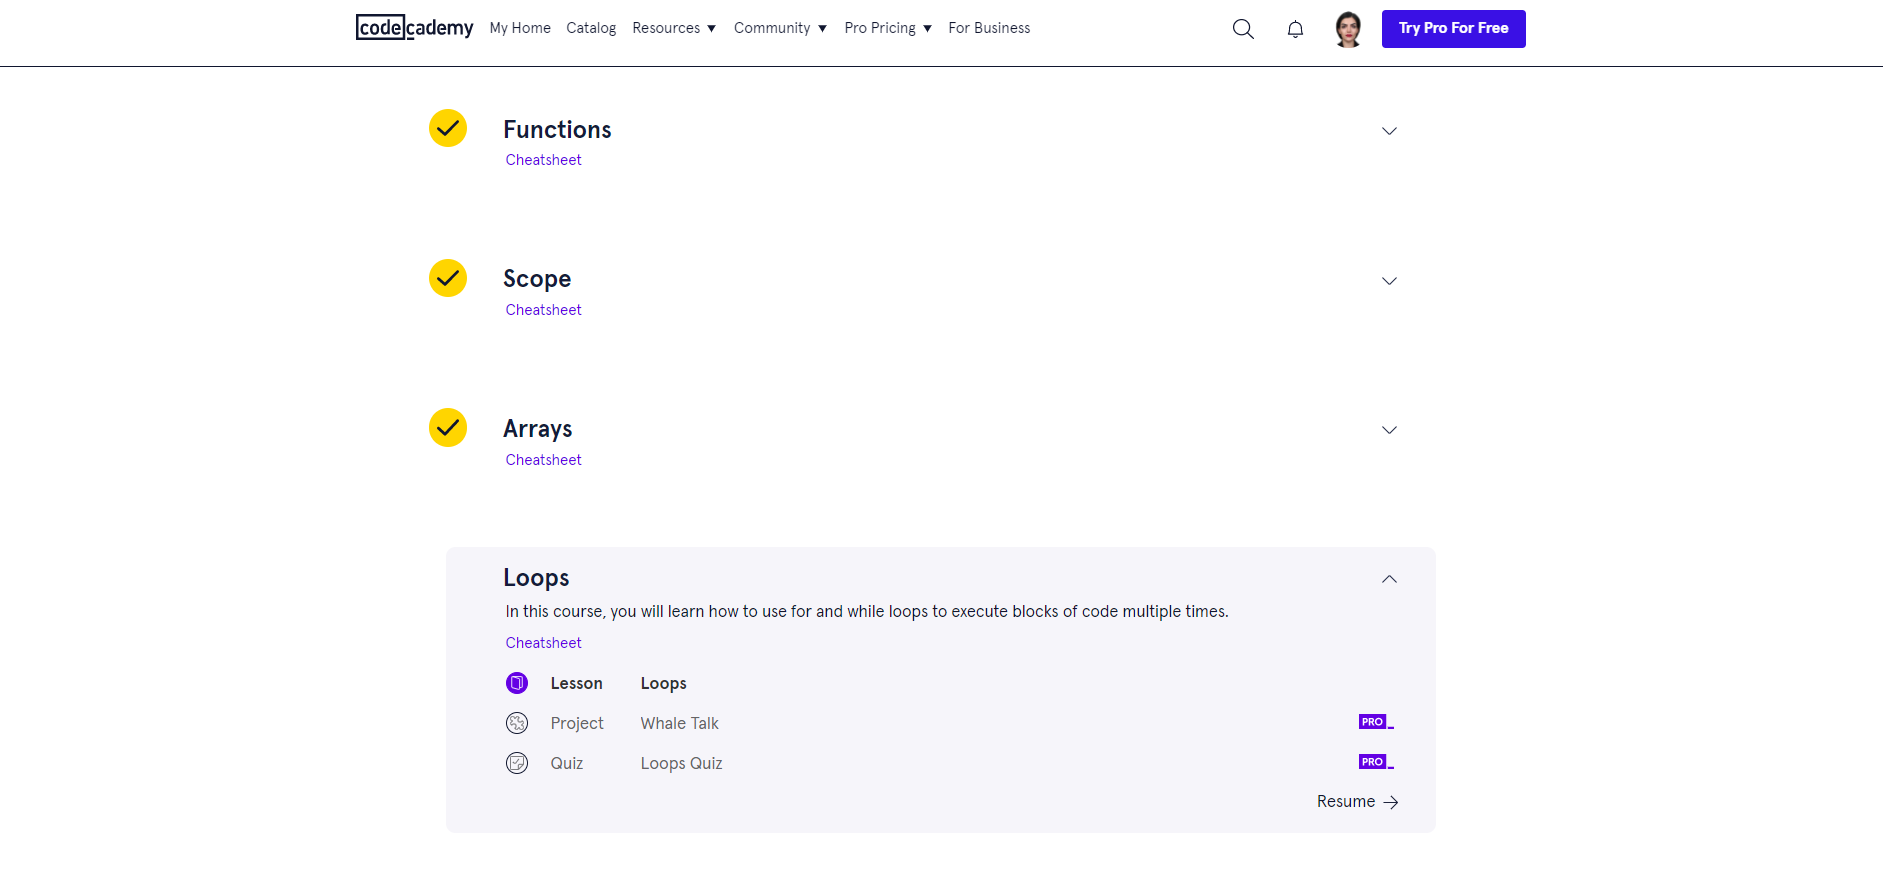 codecademy My Home Catalog Resources Community Pro Pricing For Business Try Pro For Free
Functions
Cheatsheet
Scope
Cheatsheet
Arrays
Cheatsheet
Loops
In this course, you will learn how to use for and while loops to execute blocks of code multiple times.
Cheatsheet
Lesson Loops
Project Whale Talk PRO
Quiz Loops Quiz PRO
Resume